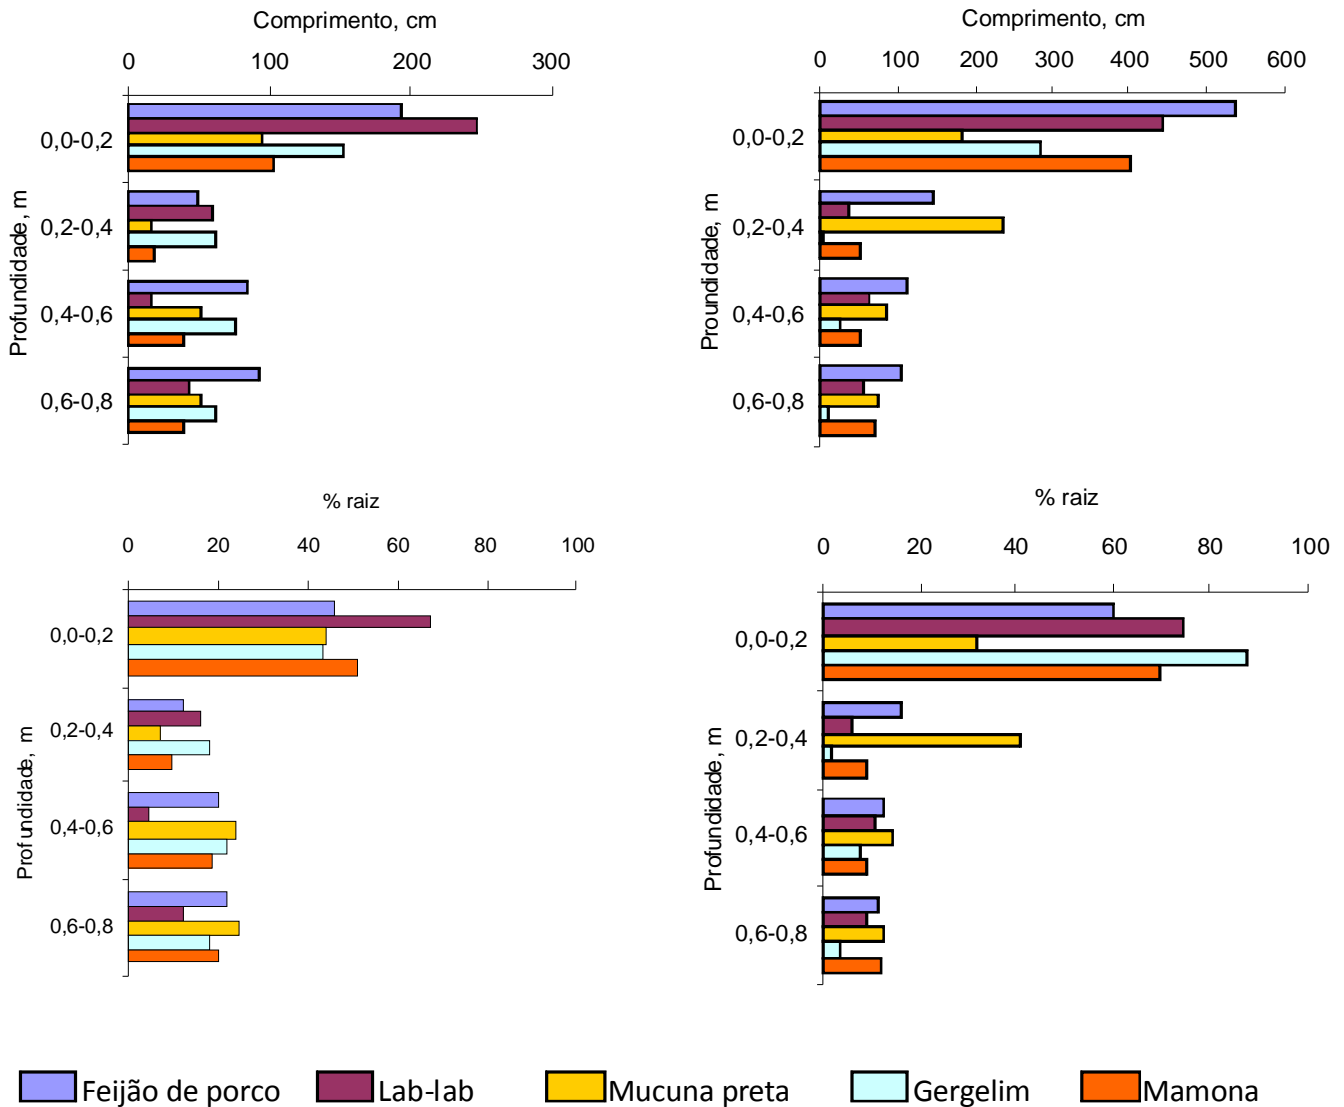 Comprimento, cm
0 100 200 300
0,0-0,2
0,2-0,4
0,4-0,6
0,6-0,8
Profundidade, m
Comprimento, cm
0 100 200 300 400 500 600
0,0-0,2
0,2-0,4
0,4-0,6
0,6-0,8
Proundidade, m
% raiz
0 20 40 60 80 100
0,0-0,2
0,2-0,4
0,4-0,6
0,6-0,8
Profundidade, m
% raiz
0 20 40 60 80 100
0,0-0,2
0,2-0,4
0,4-0,6
0,6-0,8
Profundidade, m
Feijão de porco Lab-lab Mucuna preta Gergelim Mamona